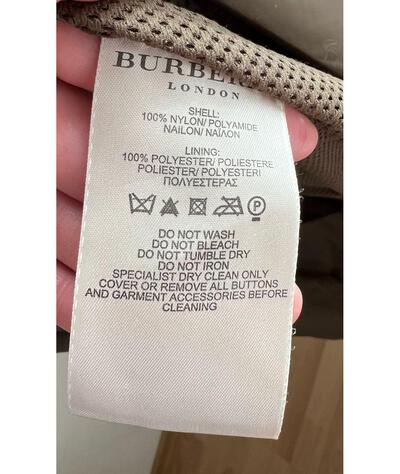 LONDON
SHELL:
100% NYLON/ POLYAMIDE
NAILON/ NAÏLON
LINING:
100% POLYESTER/ POLIESTERE
POLIESTER/ POLYESTERI
ΠΟΛΥΕΣΤΕΡΑΣ
P
DO NOT WASH
DO NOT BLEACH
DO NOT TUMBLE DRY
DO NOT IRON
SPECIALIST DRY CLEAN ONLY
COVER OR REMOVE ALL BUTTONS
AND GARMENT ACCESSORIES BEFORE
CLEANING